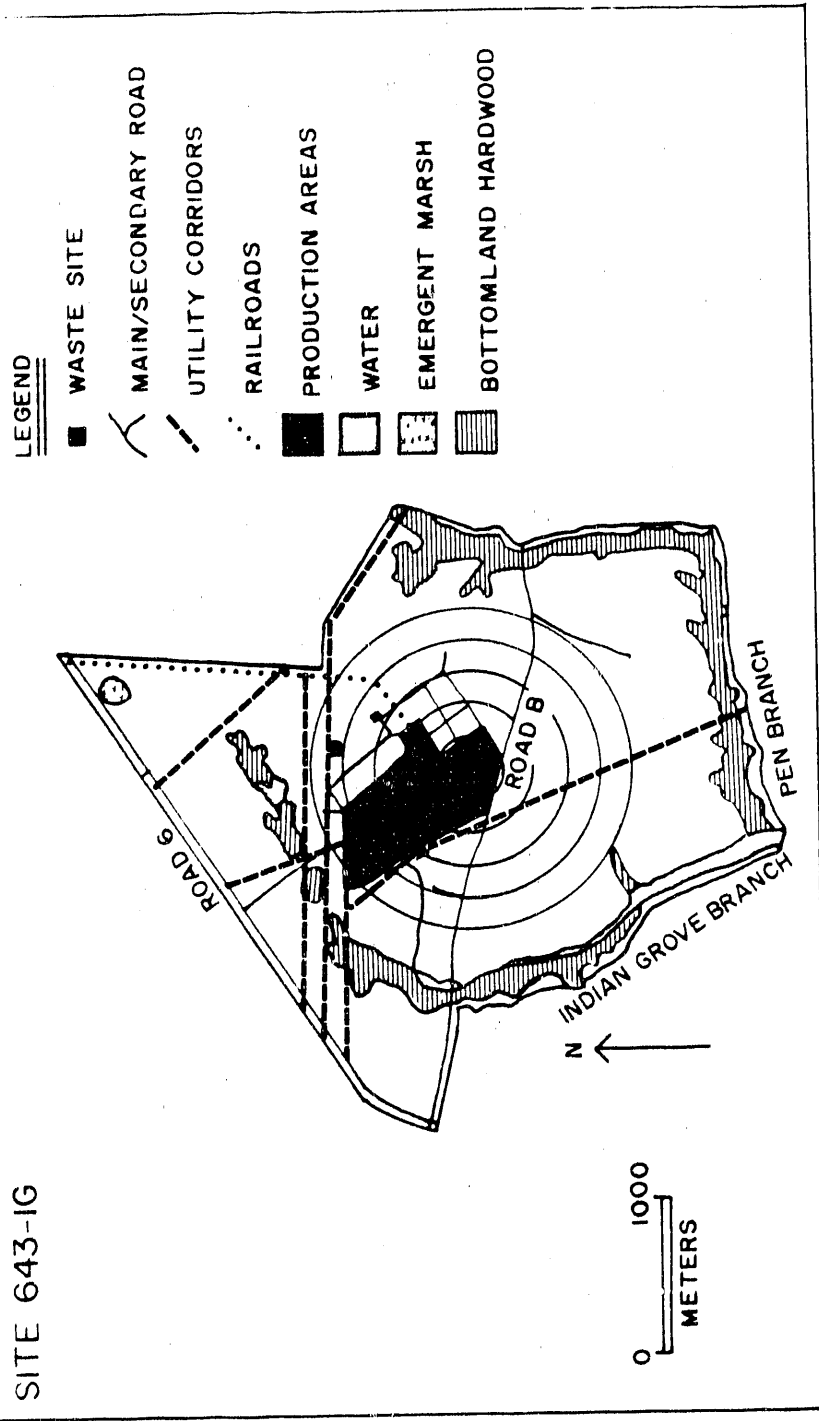 SITE 643-1G
LEGEND
WASTE SITE
MAIN/SECONDARY ROAD
UTILITY CORRIDORS
RAILROADS
PRODUCTION AREAS
WATER
EMERGENT MARSH
BOTTOMLAND HARDWOOD
ROAD 6
ROAD B
PEN BRANCH
INDIAN GROVE BRANCH
N
0 1000
METERS